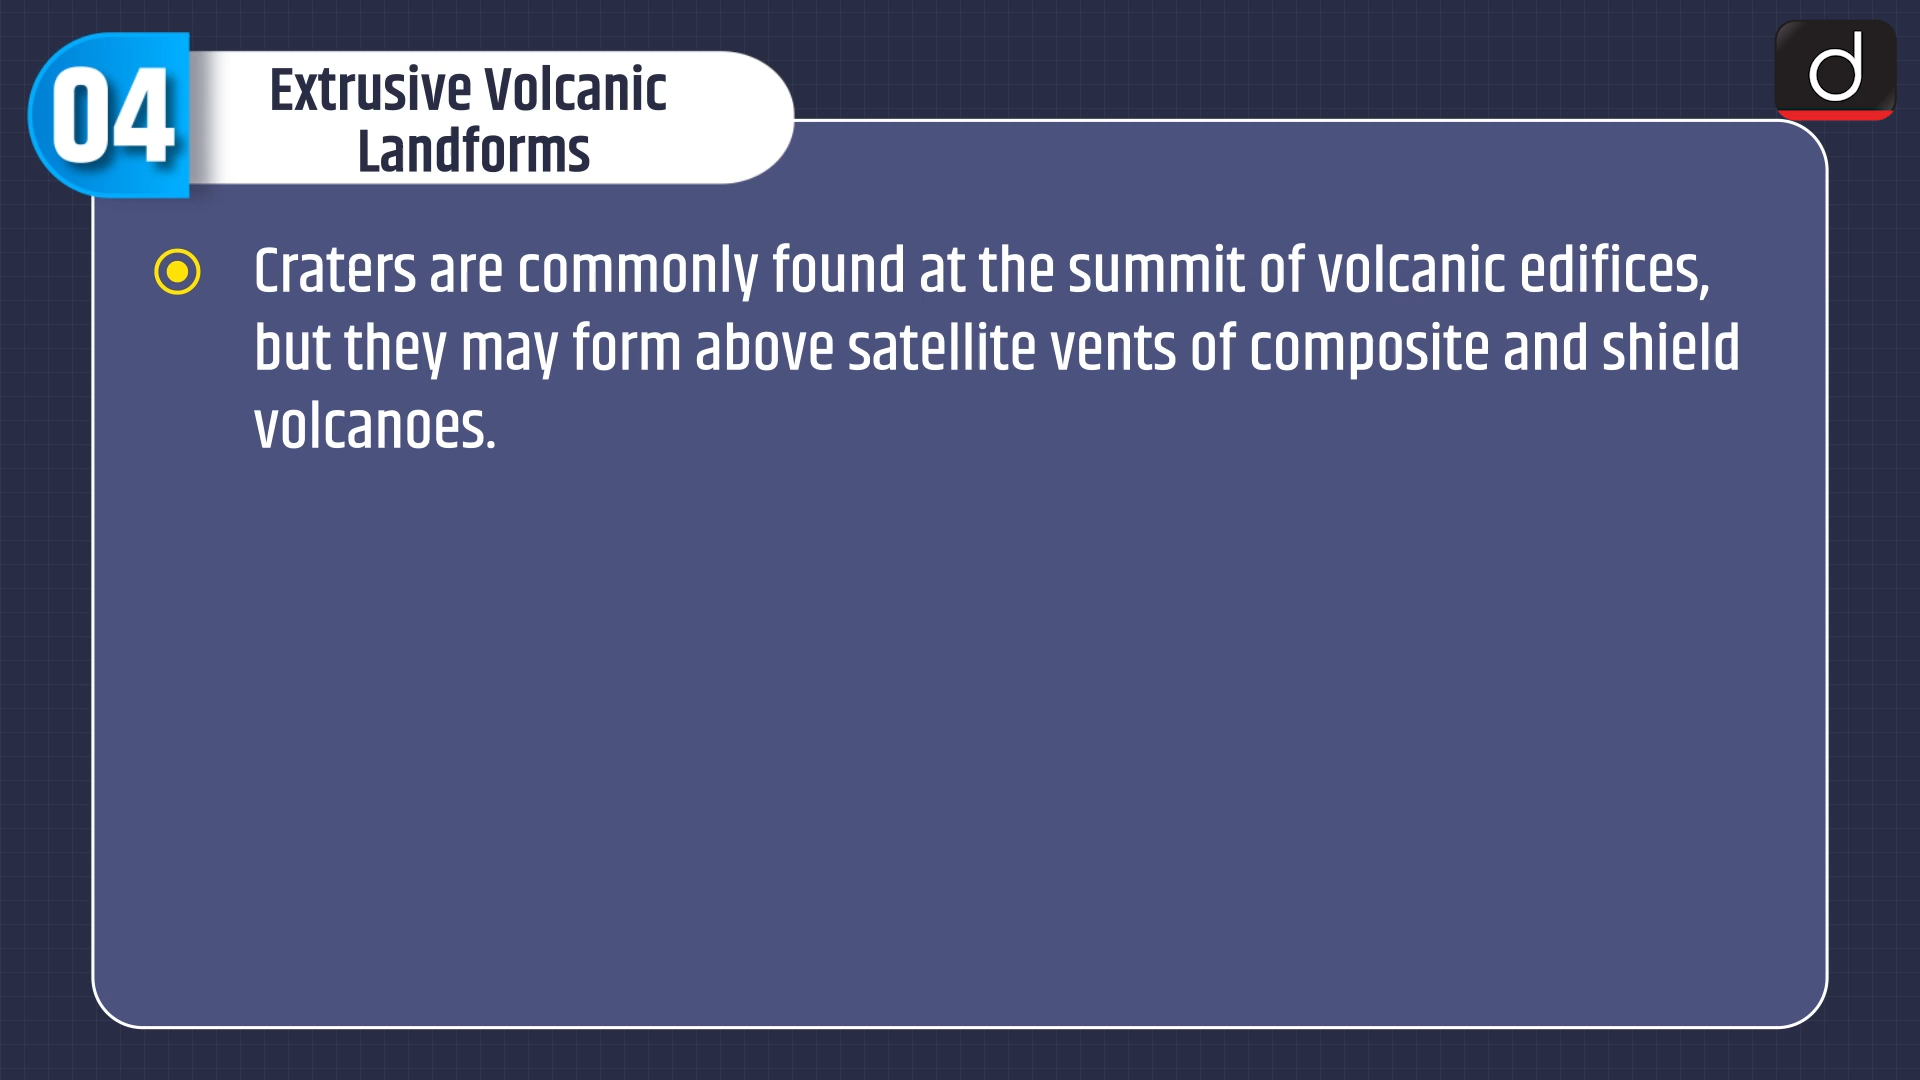 04
Extrusive Volcanic
Landforms
d
Craters are commonly found at the summit of volcanic edifices,
but they may form above satellite vents of composite and shield
volcanoes.